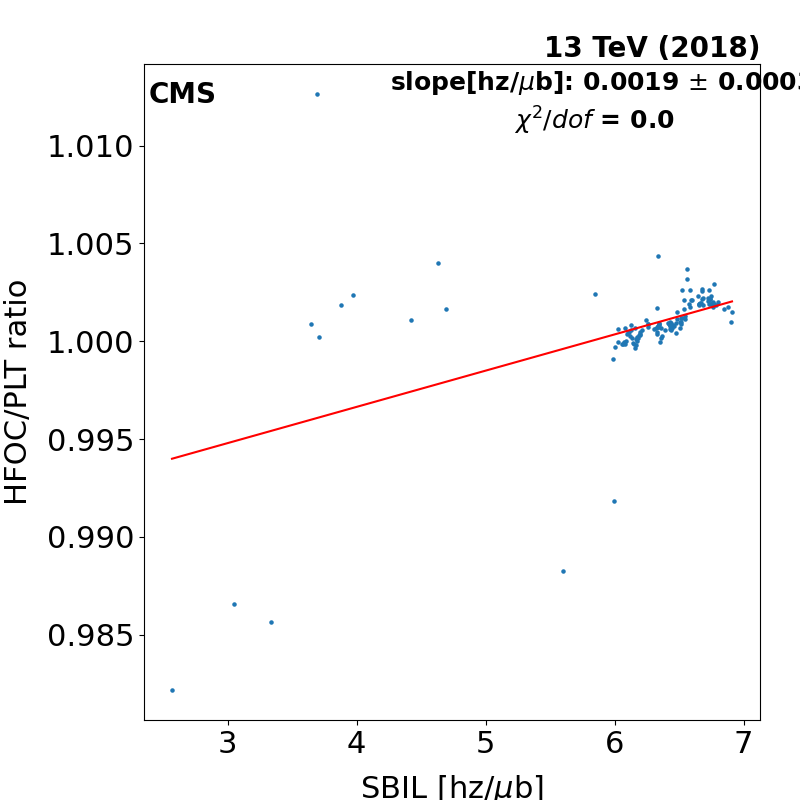 13 TeV (2018)
CMS
slope[hz/μb]: 0.0019 ± 0.0003
χ²/dof = 0.0
1.010
1.005
1.000
0.995
0.990
0.985
HFOC/PLT ratio
3 4 5 6 7
SBIL [hz/μb]